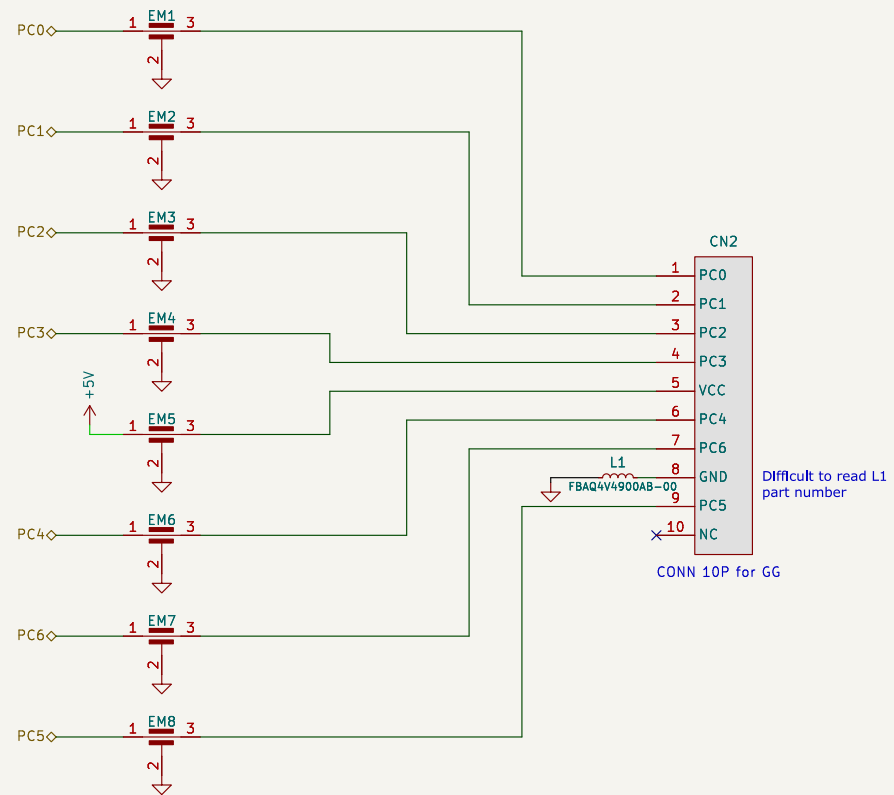 EM1
PC0 1 3
2
EM2
PC1 1 3
2
EM3
PC2 1 3
2
CN2
1 PC0
2 PC1
EM4
PC3 1 3
3 PC2
2
4 PC3
+5V
5 VCC
EM5
1 3
6 PC4
2
7 PC6
L1
8 GND
FBAQ4V4900AB-00
Difficult to read L1
part number
9 PC5
EM6
PC4 1 3
10 NC
2
CONN 10P for GG
EM7
PC6 1 3
2
EM8
PC5 1 3
2